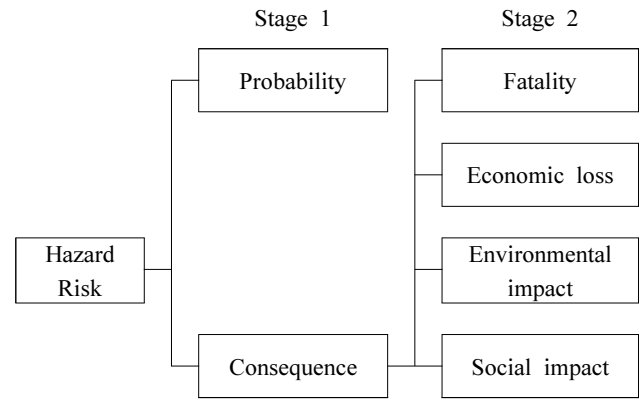 Stage 1
Stage 2
Probability
Fatality
Economic loss
Hazard
Risk
Environmental
impact
Consequence
Social impact